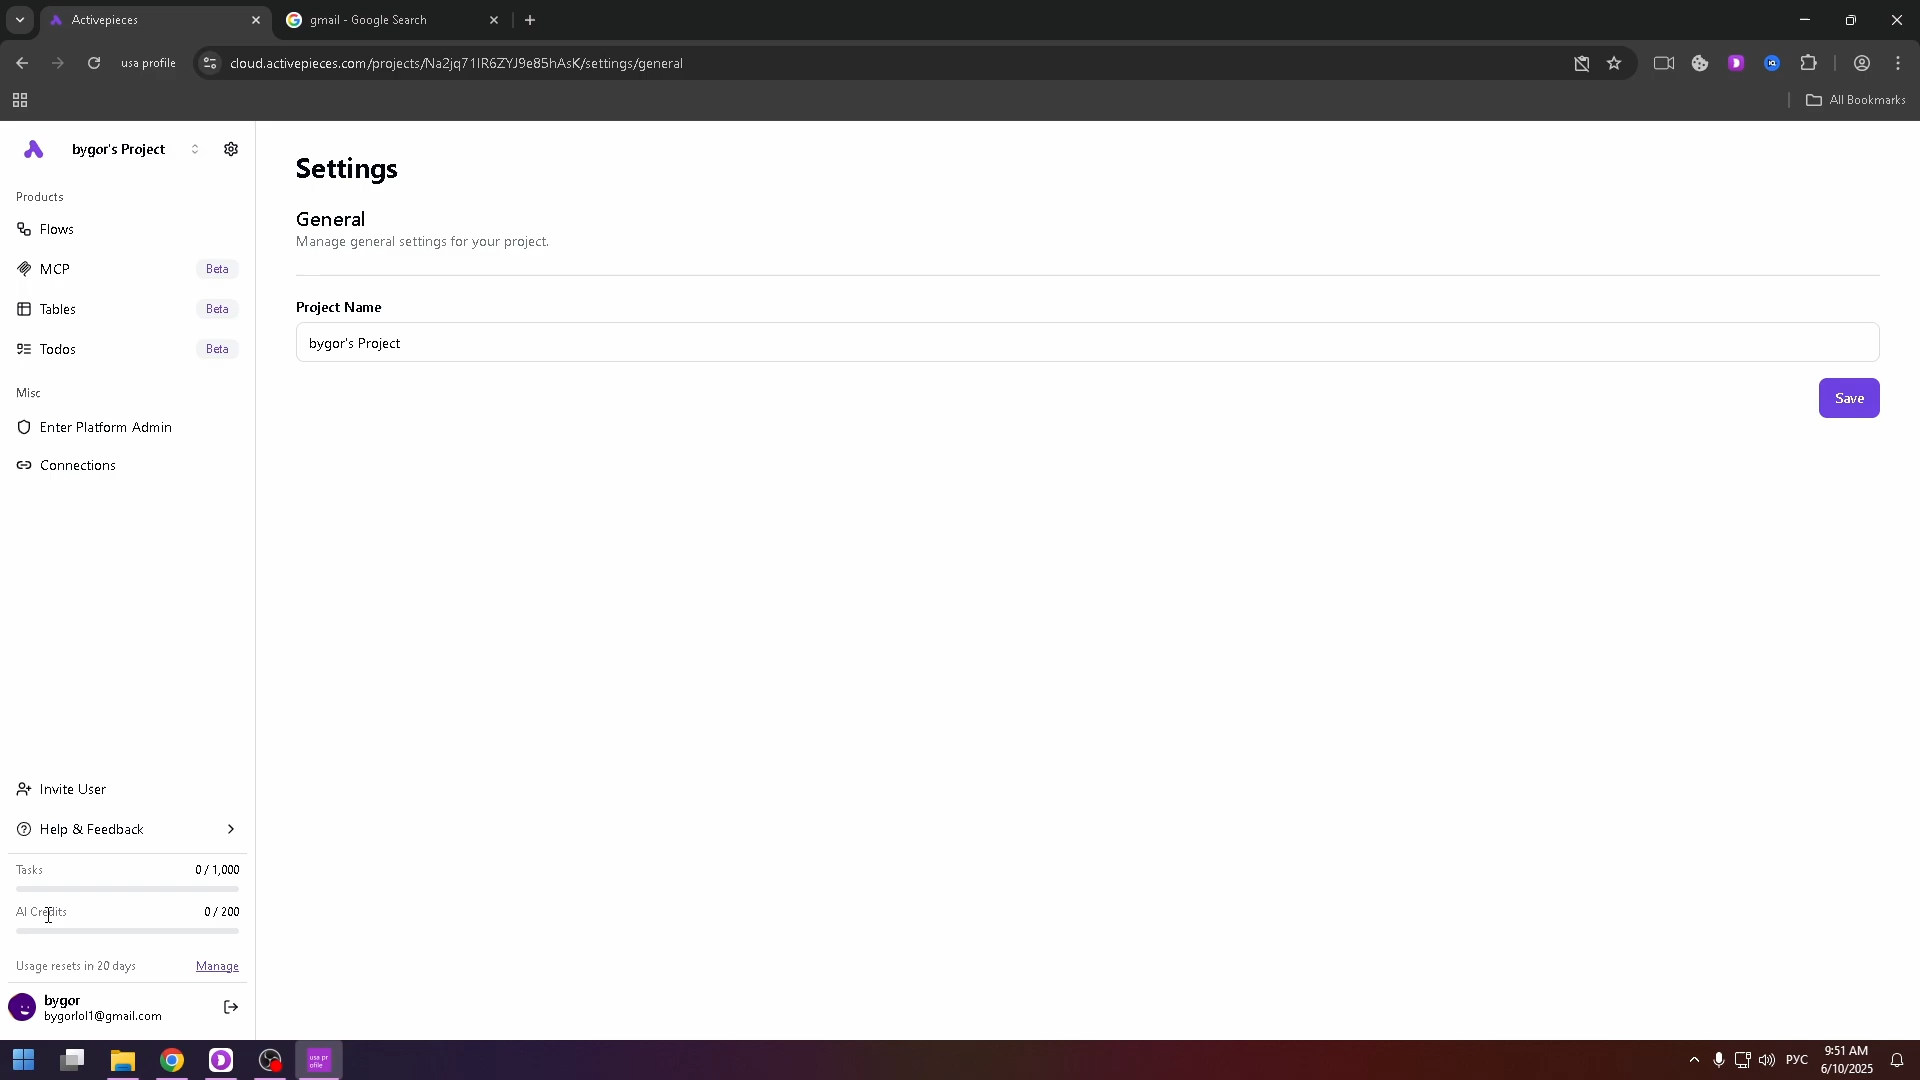 Activepieces
gmail - Google Search
usa profile
cloud.activepieces.com/projects/Na2jq71IR6ZYJ9e85hAsK/settings/general
All Bookmarks
bygor's Project
Products
Flows
MCP
Beta
Tables
Beta
Todos
Beta
Misc
Enter Platform Admin
Connections
Settings
General
Manage general settings for your project.
Project Name
bygor's Project
Save
Invite User
Help & Feedback
Tasks
0 / 1,000
AI Credits
0 / 200
Usage resets in 20 days
Manage
bygor
bygorlol1@gmail.com
usa pr
ofile
РУС
9:51 AM
6/10/2025